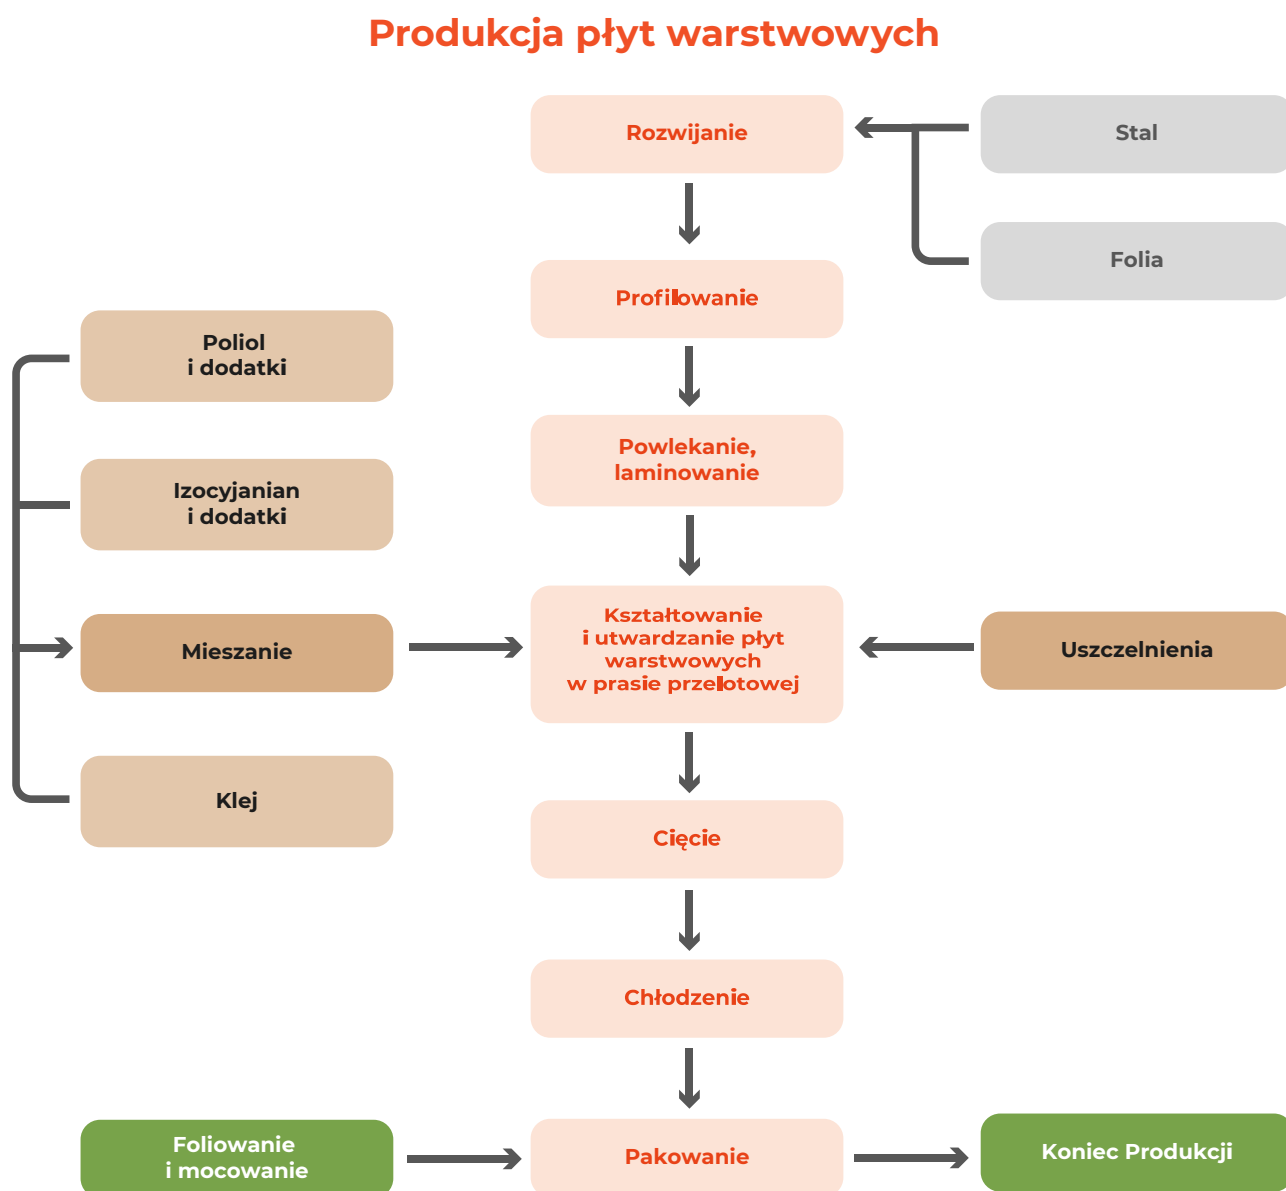 Produkcja płyt warstwowych
Rozwijanie
Stal
Folia
Profilowanie
Poliol
i dodatki
Powlekanie,
laminowanie
Izocyjanian
i dodatki
Kształtowanie
i utwardzanie płyt
warstwowych
w prasie przelotowej
Mieszanie
Uszczelnienia
Klej
Cięcie
Chłodzenie
Foliowanie
i mocowanie
Pakowanie
Koniec Produkcji